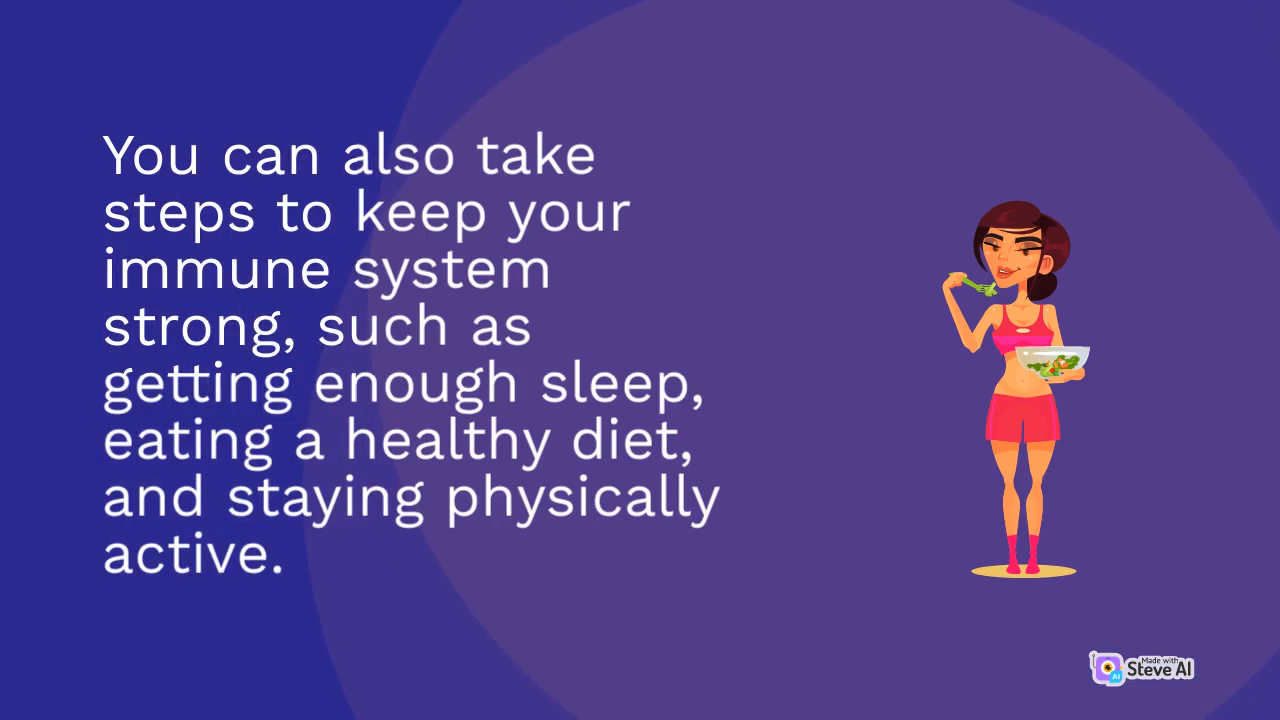 You can also take
steps to keep your
immune system
strong, such as
getting enough sleep,
eating a healthy diet,
and staying physically
active.
Made with
Steve AI
AI